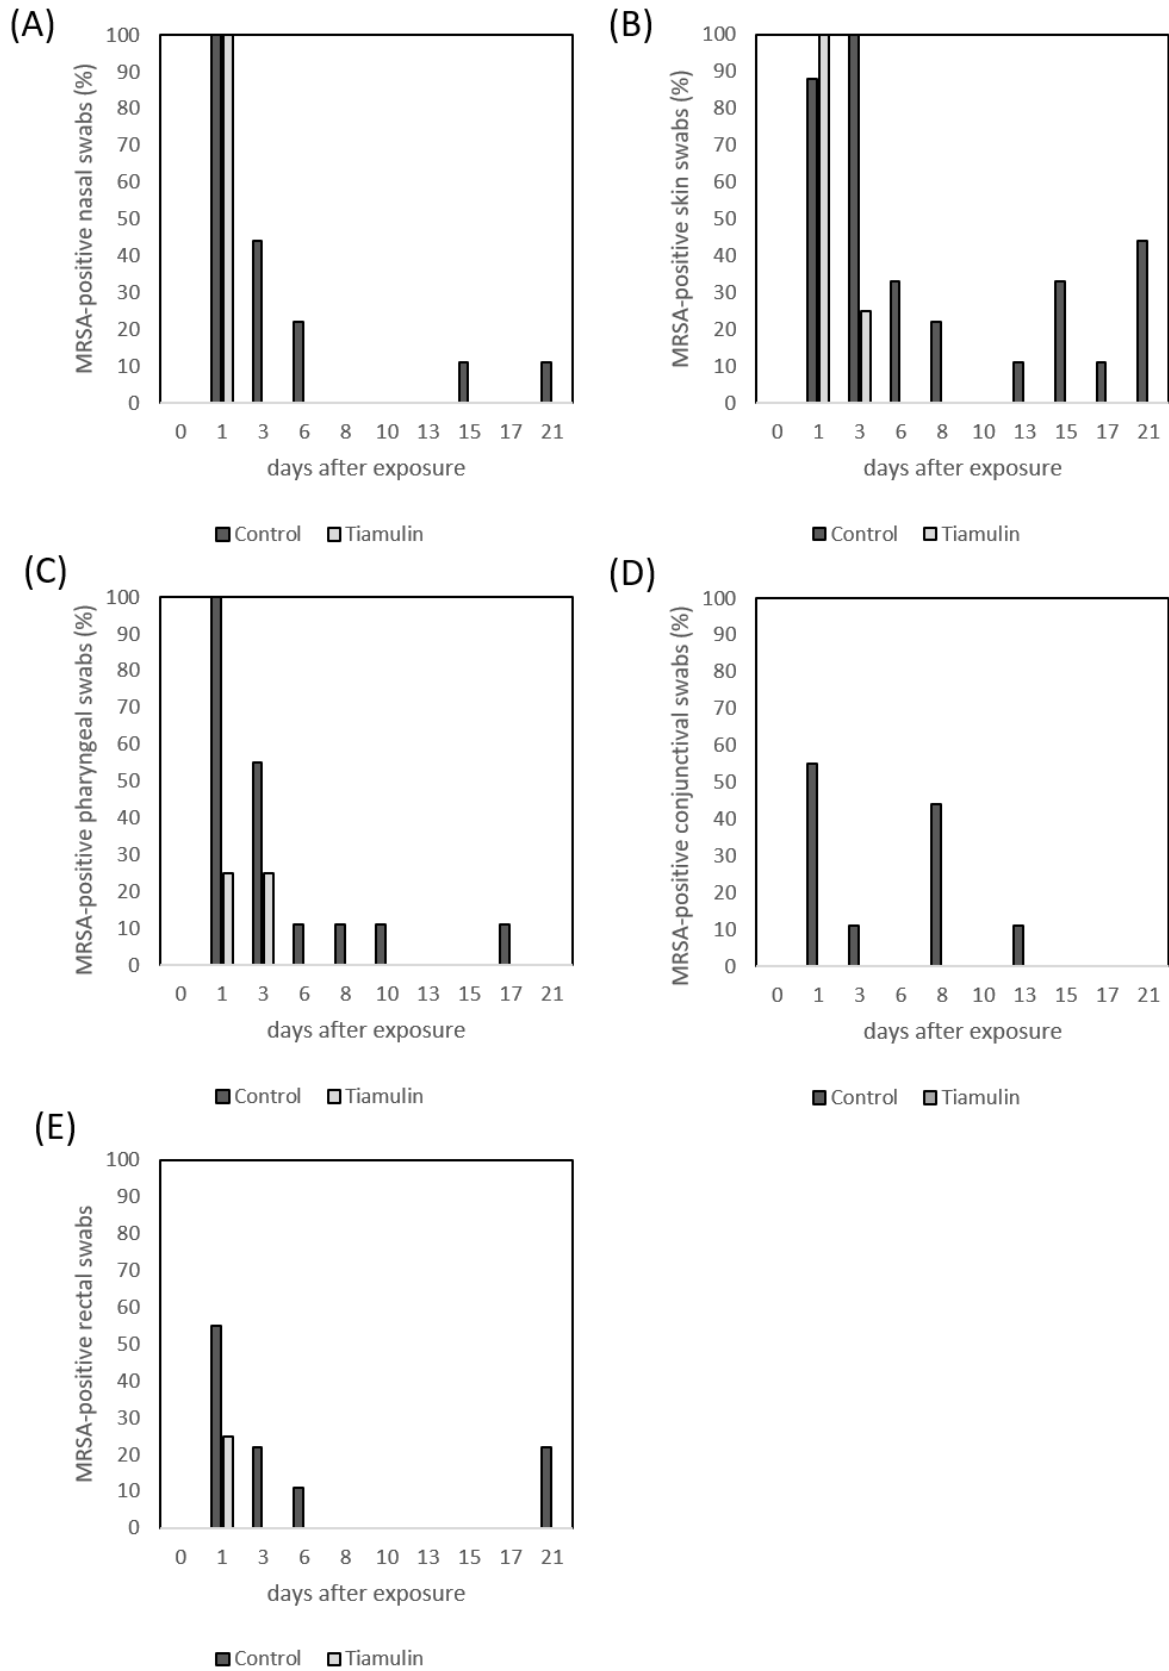 (A)
MRSA-positive nasal swabs (%)
100
90
80
70
60
50
40
30
20
10
0
0 1 3 6 8 10 13 15 17 21
days after exposure
Control Tiamulin
(B)
MRSA-positive skin swabs (%)
100
90
80
70
60
50
40
30
20
10
0
0 1 3 6 8 10 13 15 17 21
days after exposure
Control Tiamulin
(C)
MRSA-positive pharyngeal swabs (%)
100
90
80
70
60
50
40
30
20
10
0
0 1 3 6 8 10 13 15 17 21
days after exposure
Control Tiamulin
(D)
MRSA-positive conjunctival swabs (%)
100
90
80
70
60
50
40
30
20
10
0
0 1 3 6 8 10 13 15 17 21
days after exposure
Control Tiamulin
(E)
MRSA-positive rectal swabs
100
90
80
70
60
50
40
30
20
10
0
0 1 3 6 8 10 13 15 17 21
days after exposure
Control Tiamulin